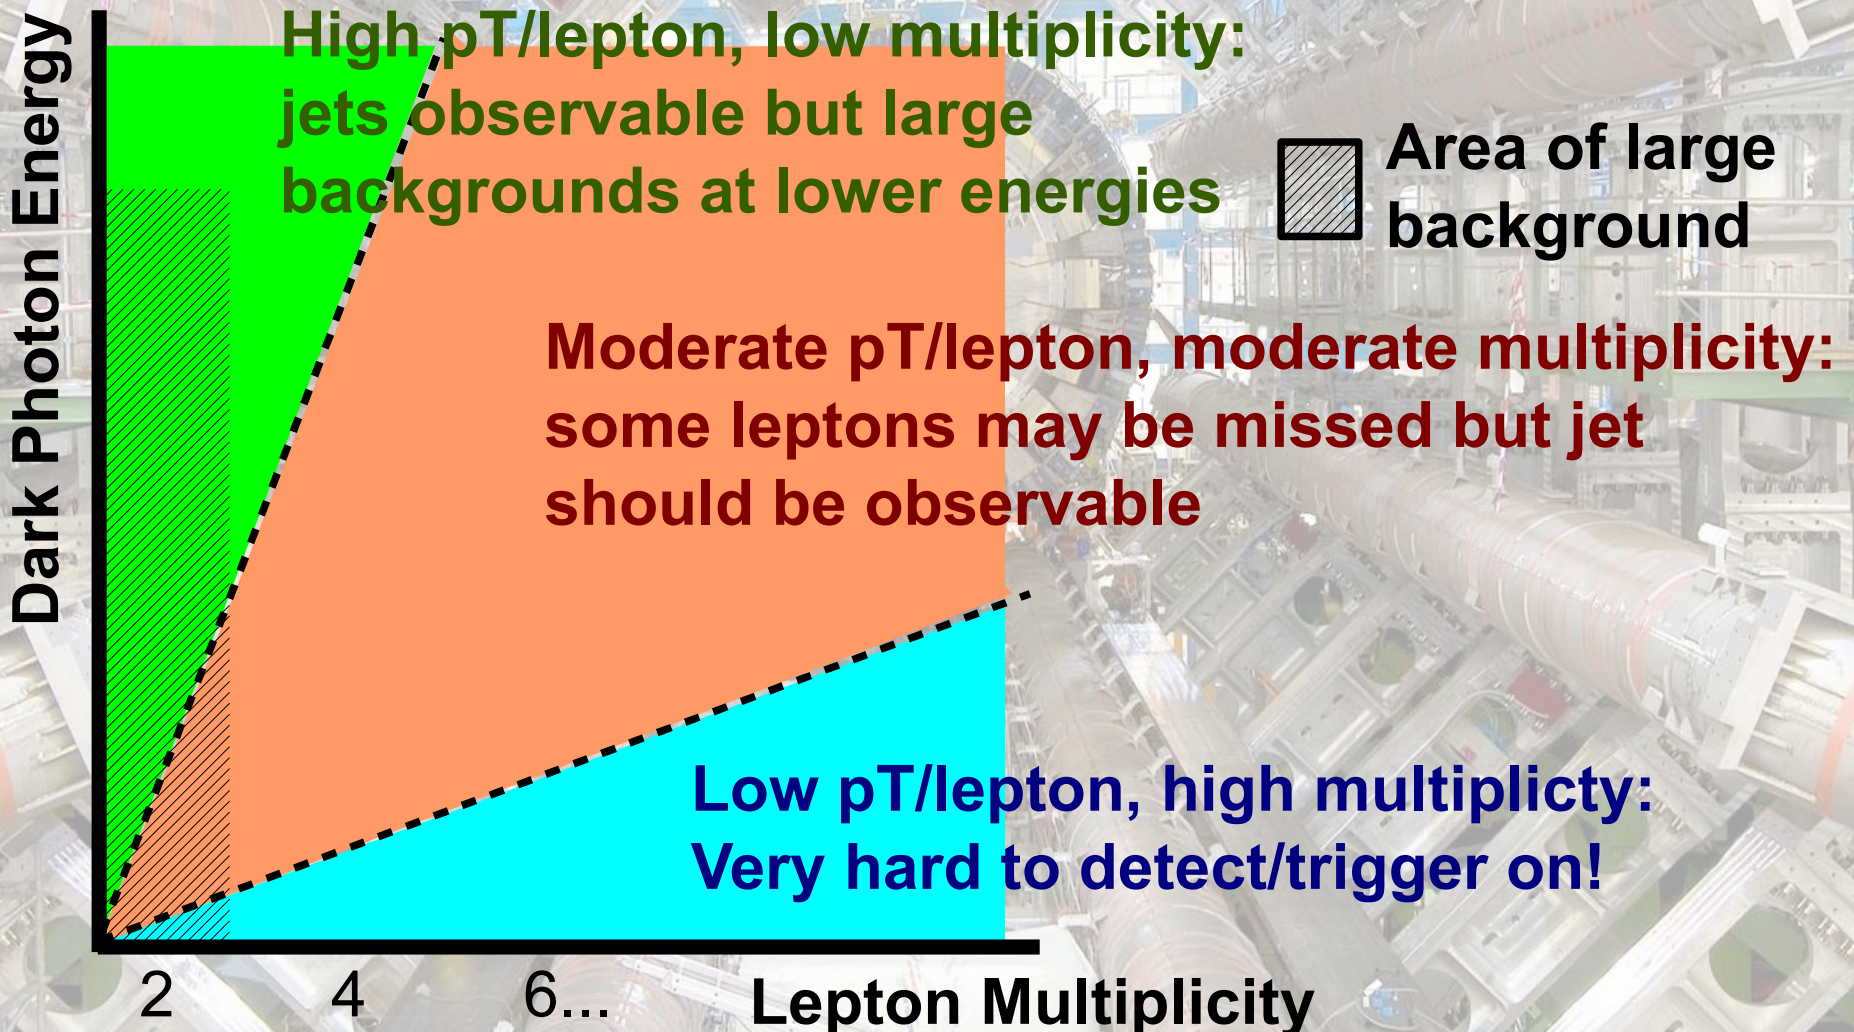 Dark Photon Energy
High pT/lepton, low multiplicity:
jets observable but large
backgrounds at lower energies
Area of large
background
Moderate pT/lepton, moderate multiplicity:
some leptons may be missed but jet
should be observable
Low pT/lepton, high multiplicty:
Very hard to detect/trigger on!
2 4 6...
Lepton Multiplicity